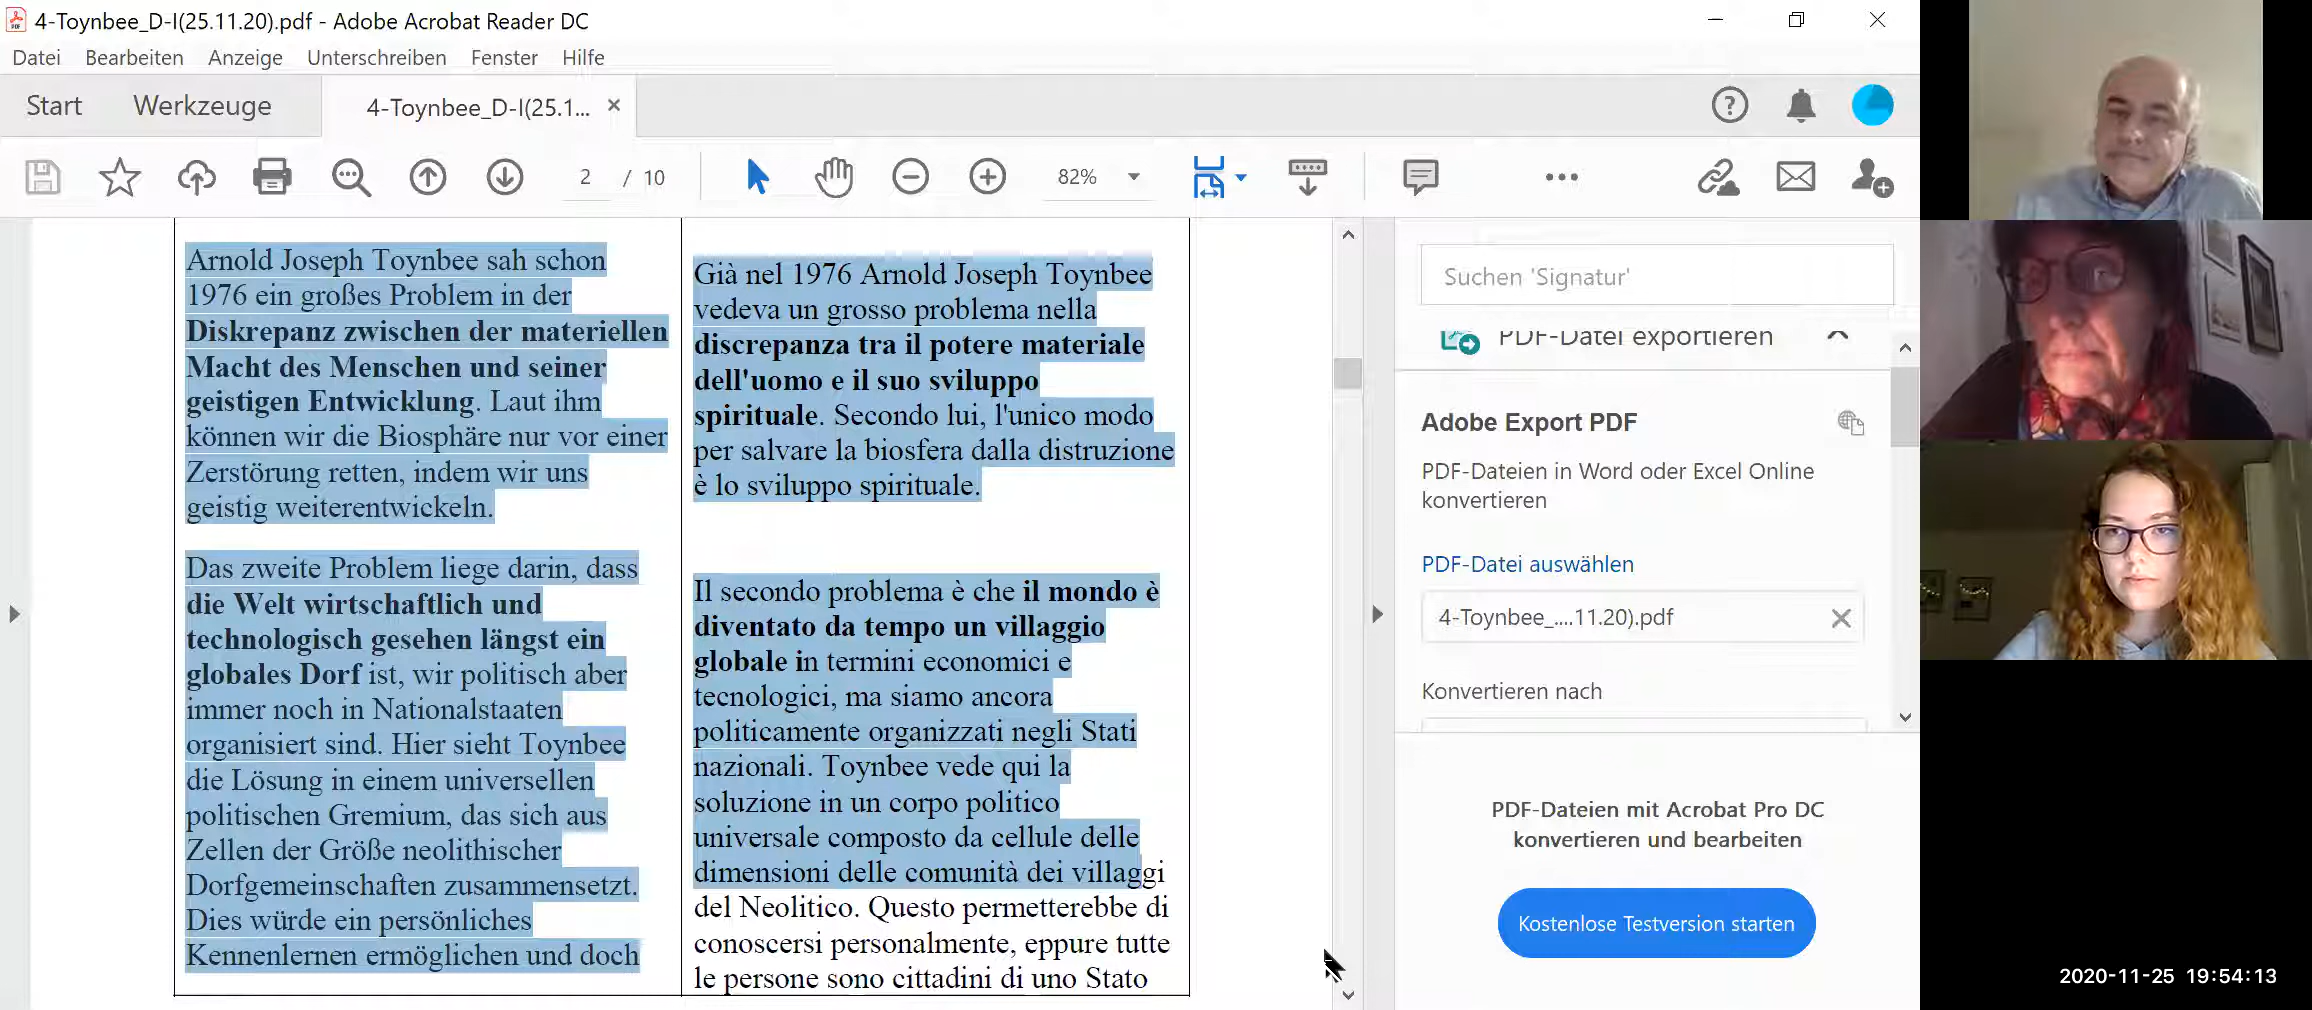 4-Toynbee_D-I(25.11.20).pdf - Adobe Acrobat Reader DC
Datei Bearbeiten Anzeige Unterschreiben Fenster Hilfe
Start Werkzeuge 4-Toynbee_D-I(25.1...
2 / 10 82%
Arnold Joseph Toynbee sah schon
1976 ein großes Problem in der
Diskrepanz zwischen der materiellen
Macht des Menschen und seiner
geistigen Entwicklung. Laut ihm
können wir die Biosphäre nur vor einer
Zerstörung retten, indem wir uns
geistig weiterentwickeln.
Das zweite Problem liege darin, dass
die Welt wirtschaftlich und
technologisch gesehen längst ein
globales Dorf ist, wir politisch aber
immer noch in Nationalstaaten
organisiert sind. Hier sieht Toynbee
die Lösung in einem universellen
politischen Gremium, das sich aus
Zellen der Größe neolithischer
Dorfgemeinschaften zusammensetzt.
Dies würde ein persönliches
Kennenlernen ermöglichen und doch
Già nel 1976 Arnold Joseph Toynbee
vedeva un grosso problema nella
discrepanza tra il potere materiale
dell'uomo e il suo sviluppo
spirituale. Secondo lui, l'unico modo
per salvare la biosfera dalla distruzione
è lo sviluppo spirituale.
Il secondo problema è che il mondo è
diventato da tempo un villaggio
globale in termini economici e
tecnologici, ma siamo ancora
politicamente organizzati negli Stati
nazionali. Toynbee vede qui la
soluzione in un corpo politico
universale composto da cellule delle
dimensioni delle comunità dei villaggi
del Neolitico. Questo permetterebbe di
conoscersi personalmente, eppure tutte
le persone sono cittadini di uno Stato
Suchen 'Signatur'
PDF-Datei exportieren
Adobe Export PDF
PDF-Dateien in Word oder Excel Online
konvertieren
PDF-Datei auswählen
4-Toynbee_....11.20).pdf
Konvertieren nach
PDF-Dateien mit Acrobat Pro DC
konvertieren und bearbeiten
Kostenlose Testversion starten
2020-11-25 19:54:13